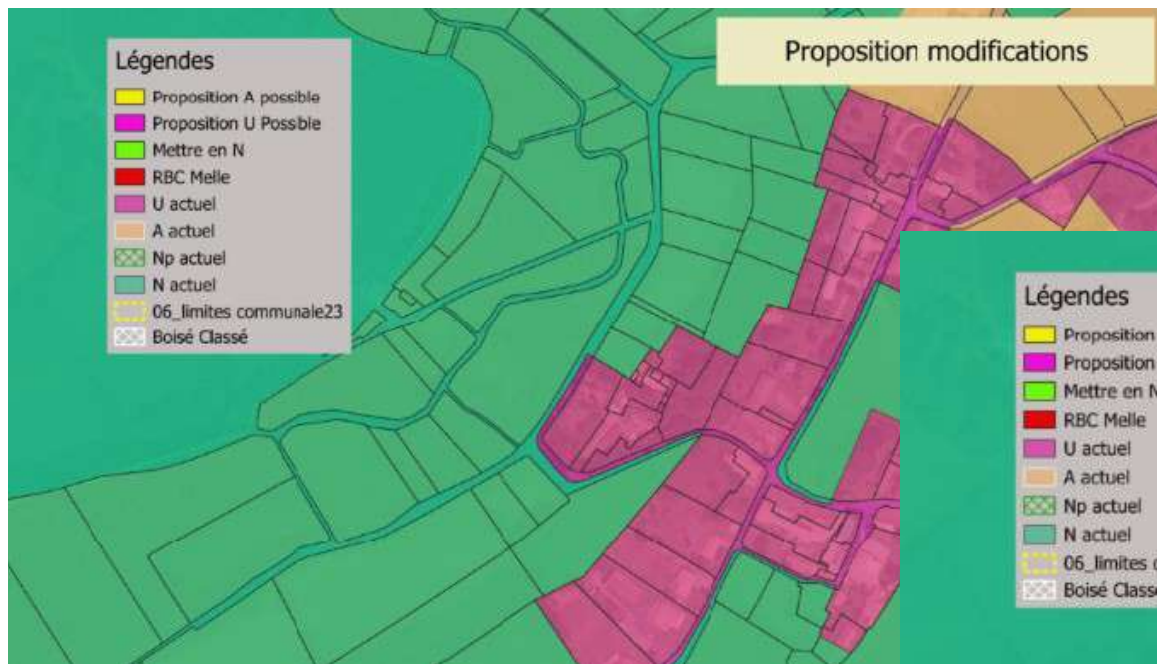 Proposition modifications
Légendes
Proposition A possible
Proposition U Possible
Mettre en N
RBC Melle
U actuel
A actuel
Np actuel
N actuel
06_limites communale23
Boisé Classé
Légendes
Proposition
Proposition
Mettre en N
RBC Melle
U actuel
A actuel
Np actuel
N actuel
06_limites
Boisé Classé